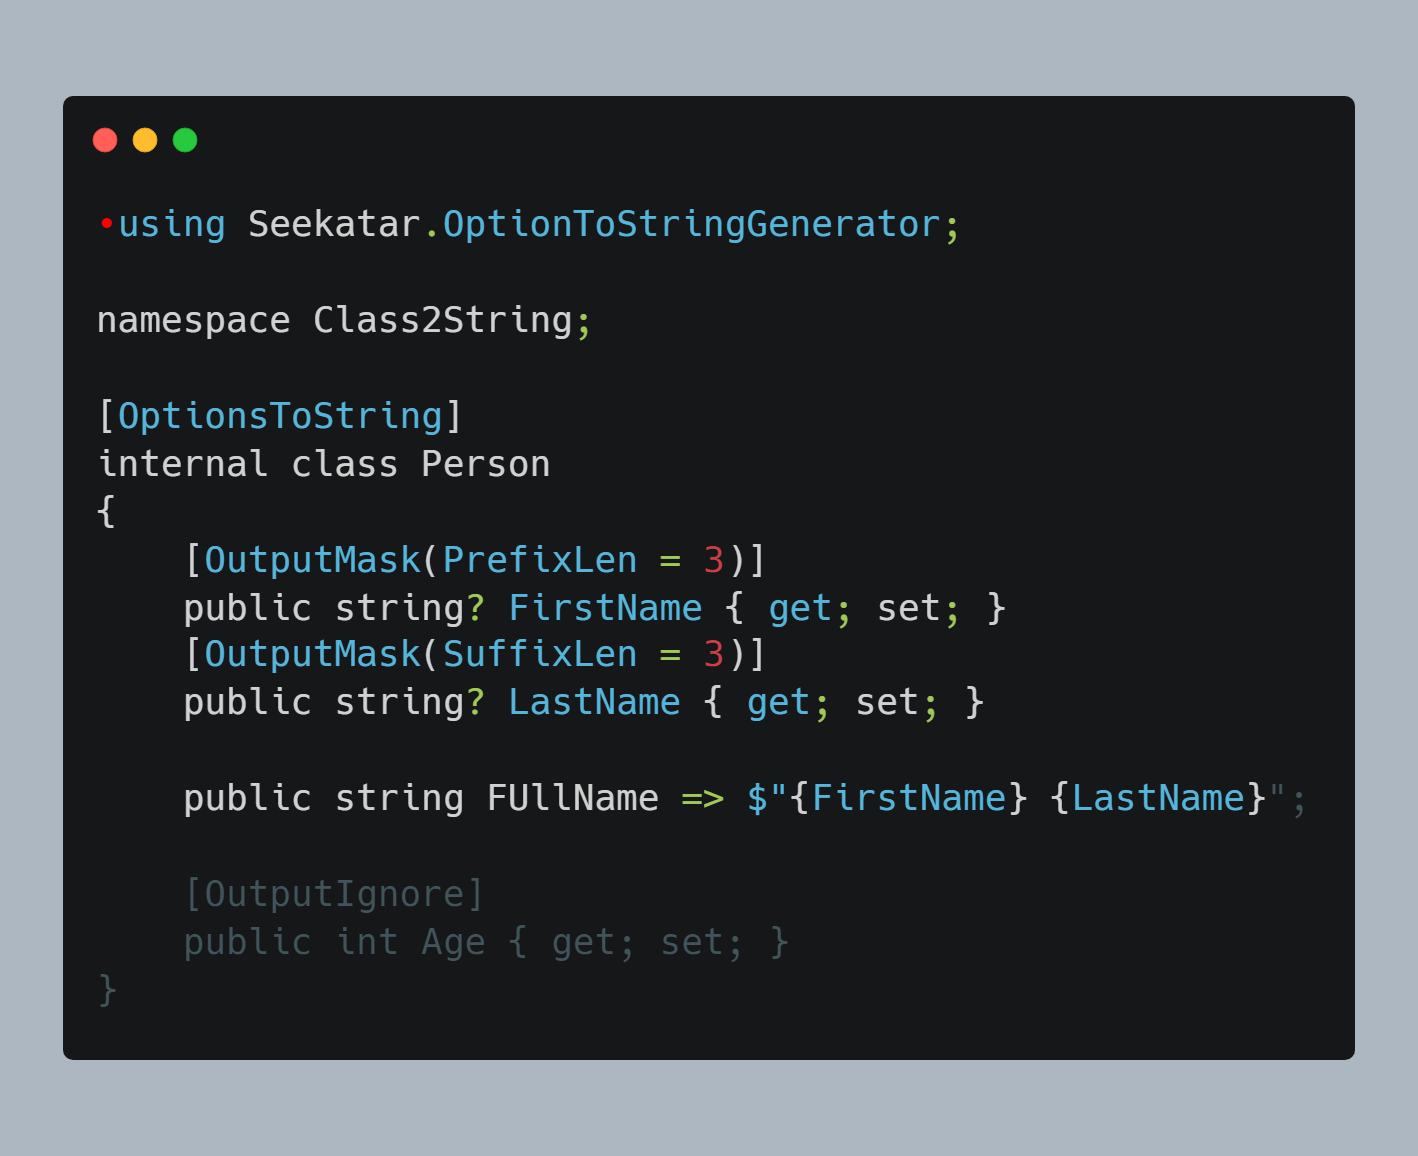 •using Seekatar.OptionToStringGenerator;
namespace Class2String;
[OptionsToString]
internal class Person
{
    [OutputMask(PrefixLen = 3)]
    public string? FirstName { get; set; }
    [OutputMask(SuffixLen = 3)]
    public string? LastName { get; set; }
    public string FUllName => $"{FirstName} {LastName}";
    [OutputIgnore]
    public int Age { get; set; }
}